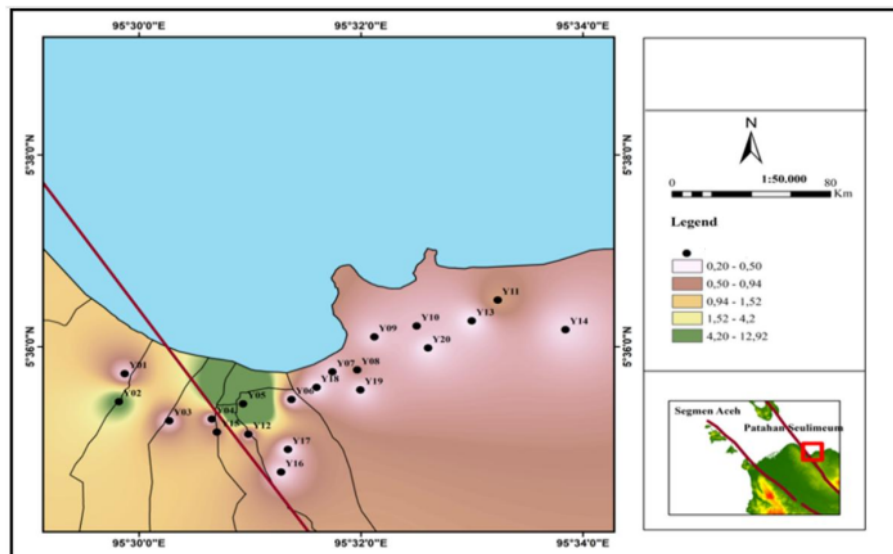 95°30'0"E 95°32'0"E 95°34'0"E
5°38'0"N 5°38'0"N
5°36'0"N 5°36'0"N
Y11
Y10 Y13
Y14
Y09
Y20
Y01 Y07 Y08
Y18 Y19
Y02 Y05 Y06
Y03 Y04
Y15 Y12
Y17
Y16
95°30'0"E 95°32'0"E 95°34'0"E
N
1:50.000
0 80
Km
Legend
0,20 - 0,50
0,50 - 0,94
0,94 - 1,52
1,52 - 4,2
4,20 - 12,92
Segmen Aceh
Patahan Seulimeum